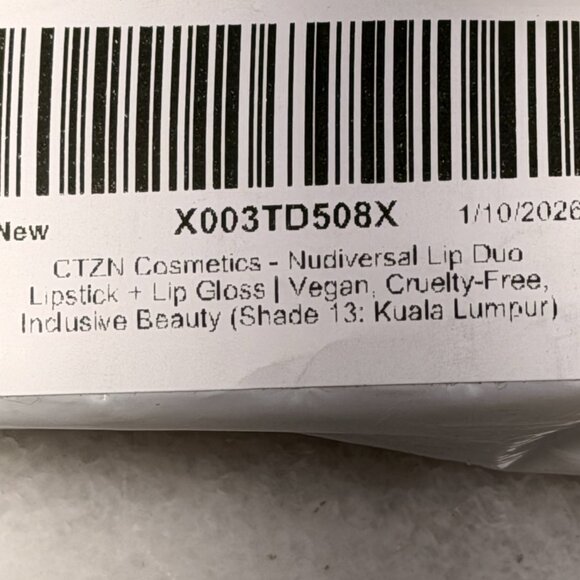 New X003TD508X 1/10/2026
CTZN Cosmetics - Nudiversal Lip Duo
Lipstick + Lip Gloss | Vegan, Cruelty-Free,
Inclusive Beauty (Shade 13: Kuala Lumpur)